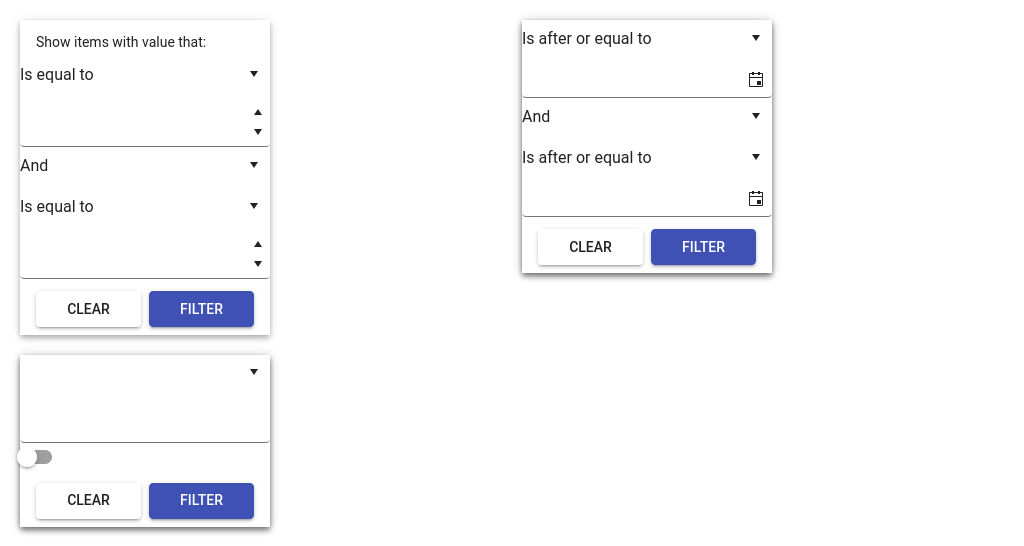 Show items with value that:
Is equal to
And
Is equal to
CLEAR FILTER
Is after or equal to
And
Is after or equal to
CLEAR FILTER
CLEAR FILTER